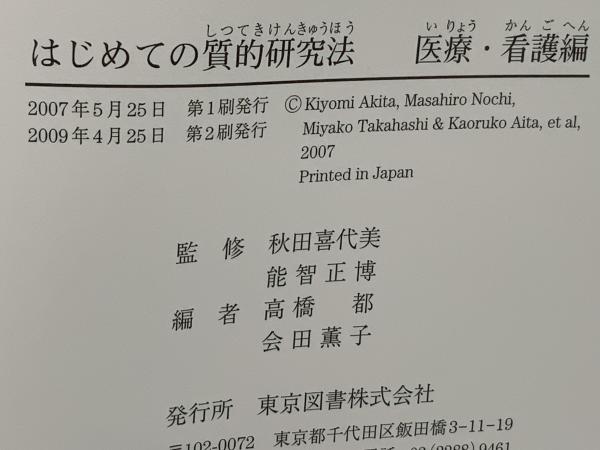 しつてきけんきゅうほう いりょう かんごへん
はじめての質的研究法 医療・看護編
2007年5月25日 第1刷発行 ©Kiyomi Akita, Masahiro Nochi,
2009年4月25日 第2刷発行 Miyako Takahashi & Kaoruko Aita, et al,
2007
Printed in Japan
監修 秋田喜代美
能智正博
編者 高橋 都
会田薫子
発行所 東京図書株式会社
〒102-0072 東京都千代田区飯田橋3-11-19